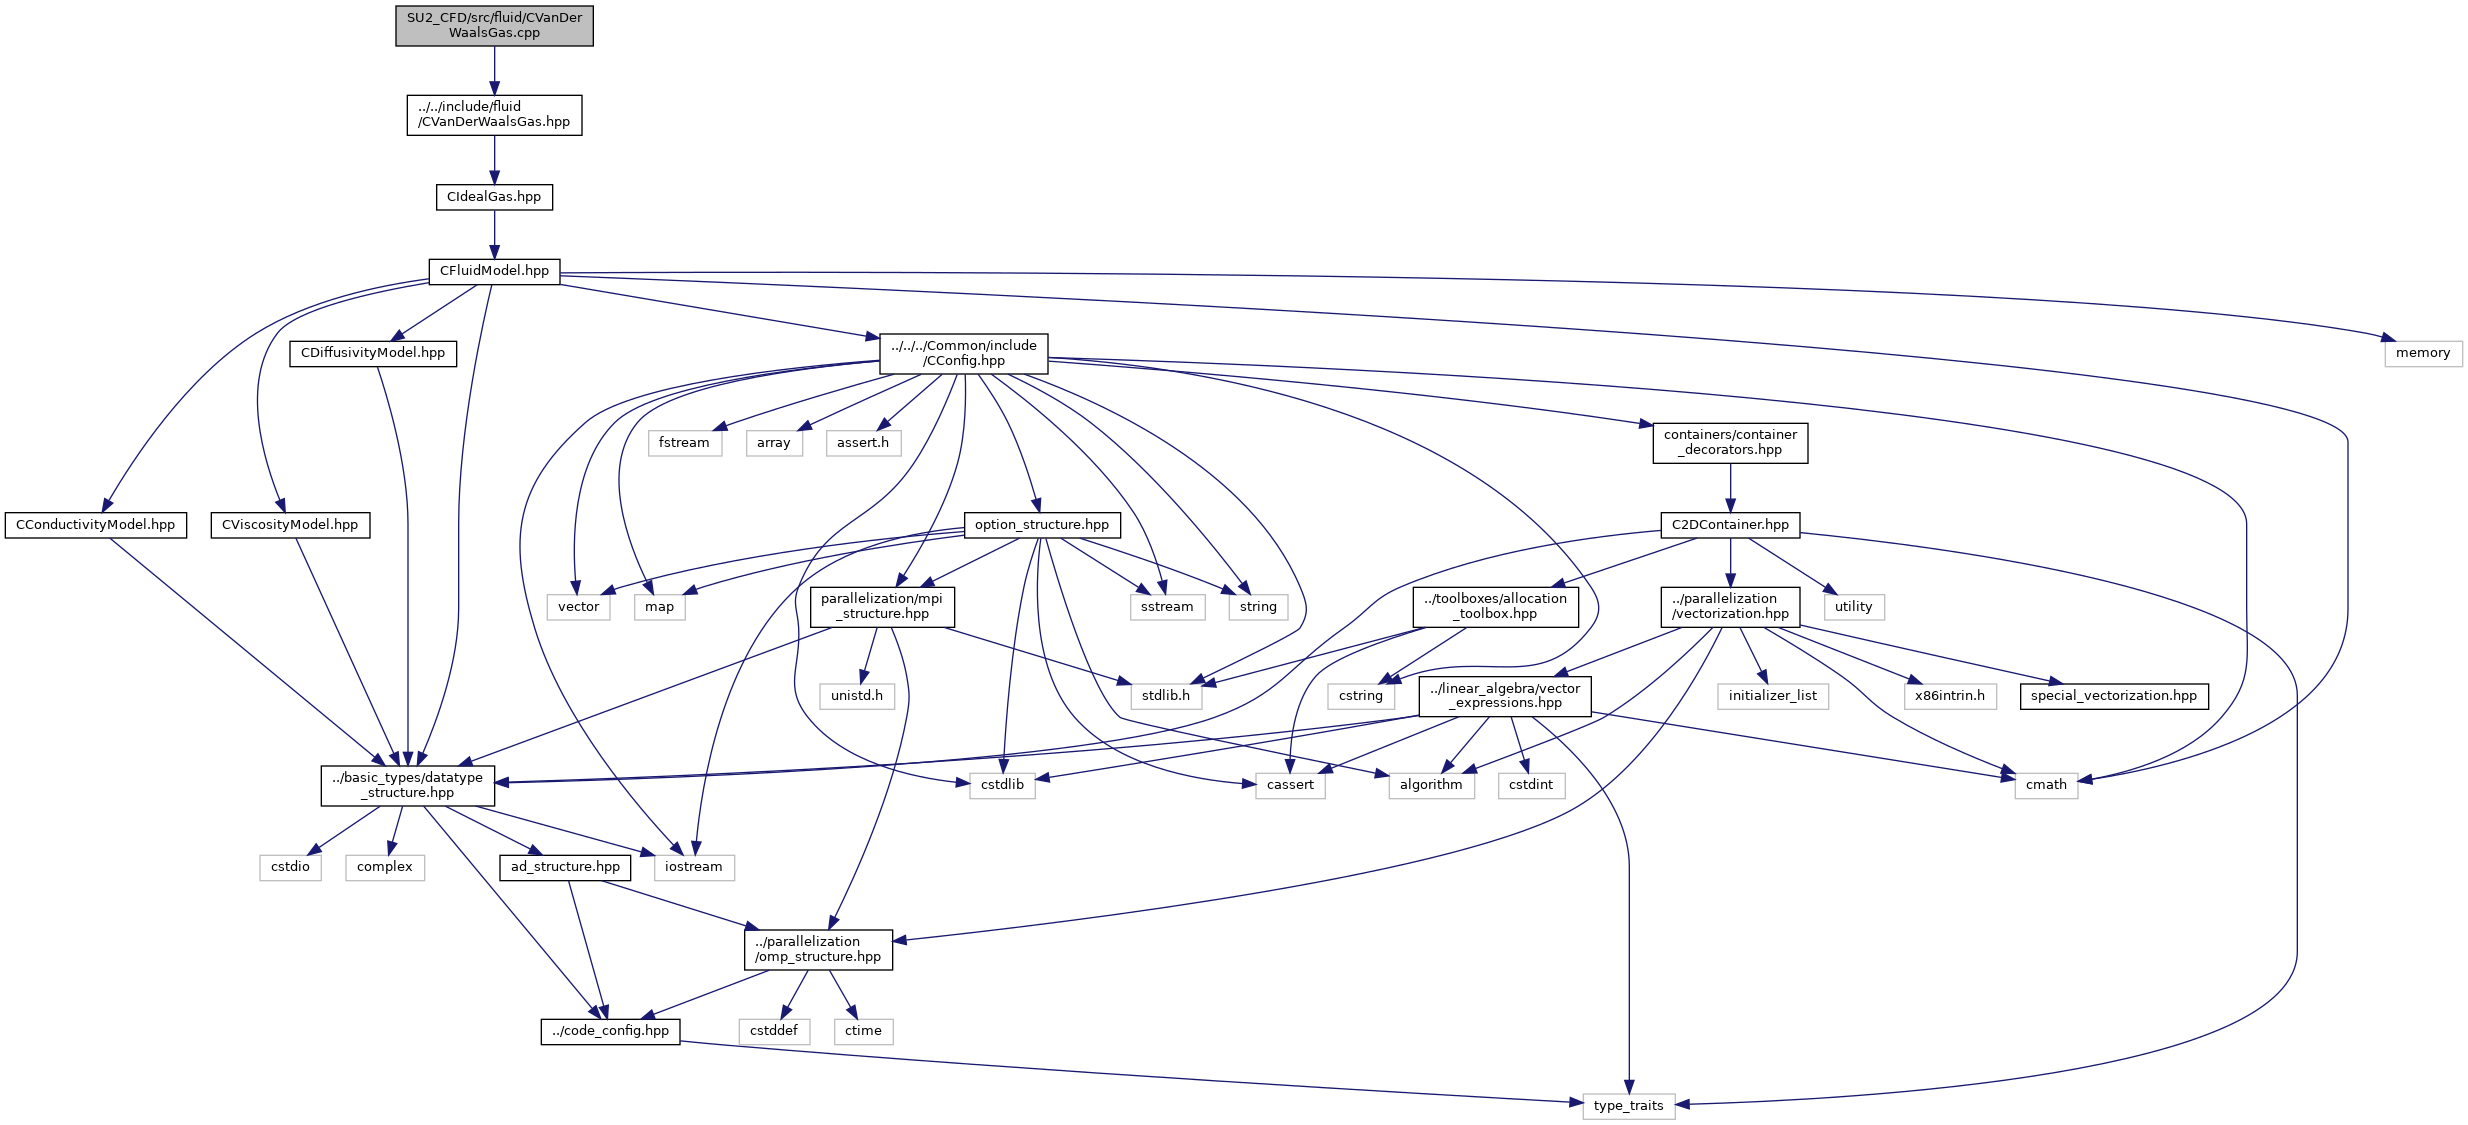 SU2_CFD/src/fluid/CVanDer
WaalsGas.cpp
../../include/fluid
/CVanDerWaalsGas.hpp
CIdealGas.hpp
CFluidModel.hpp
CDiffusivityModel.hpp
../../../Common/include
/CConfig.hpp
memory
fstream
array
assert.h
containers/container
_decorators.hpp
CConductivityModel.hpp
CViscosityModel.hpp
option_structure.hpp
C2DContainer.hpp
vector
map
parallelization/mpi
_structure.hpp
sstream
string
../toolboxes/allocation
_toolbox.hpp
../parallelization
/vectorization.hpp
utility
unistd.h
stdlib.h
cstring
../linear_algebra/vector
_expressions.hpp
initializer_list
x86intrin.h
special_vectorization.hpp
../basic_types/datatype
_structure.hpp
cstdlib
cassert
algorithm
cstdint
cmath
cstdio
complex
ad_structure.hpp
iostream
../parallelization
/omp_structure.hpp
../code_config.hpp
cstddef
ctime
type_traits